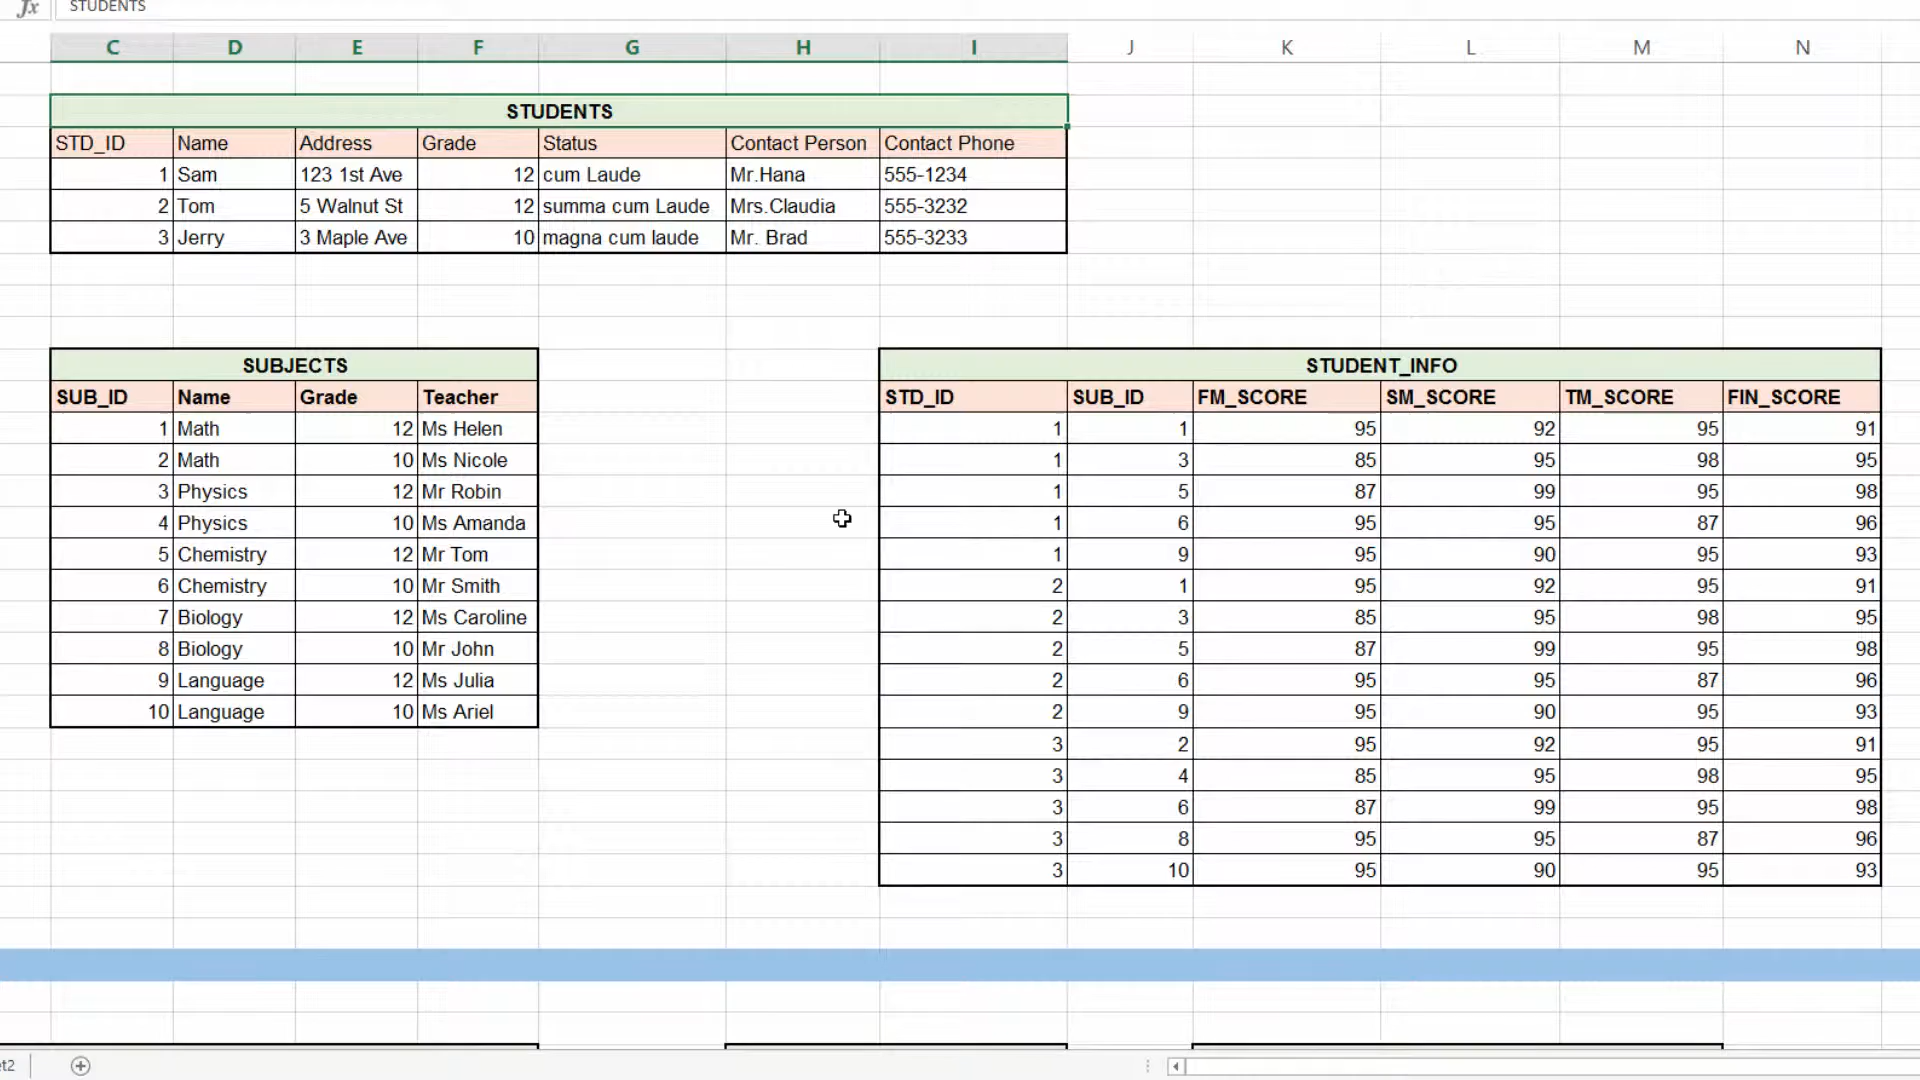 fx STUDENTS
C D E F G H I J K L M N
STUDENTS
STD_ID Name Address Grade Status Contact Person Contact Phone
1 Sam 123 1st Ave 12 cum Laude Mr.Hana 555-1234
2 Tom 5 Walnut St 12 summa cum Laude Mrs.Claudia 555-3232
3 Jerry 3 Maple Ave 10 magna cum laude Mr. Brad 555-3233
SUBJECTS
SUB_ID Name Grade Teacher
1 Math 12 Ms Helen
2 Math 10 Ms Nicole
3 Physics 12 Mr Robin
4 Physics 10 Ms Amanda
5 Chemistry 12 Mr Tom
6 Chemistry 10 Mr Smith
7 Biology 12 Ms Caroline
8 Biology 10 Mr John
9 Language 12 Ms Julia
10 Language 10 Ms Ariel
STUDENT_INFO
STD_ID SUB_ID FM_SCORE SM_SCORE TM_SCORE FIN_SCORE
1 1 95 92 95 91
1 3 85 95 98 95
1 5 87 99 95 98
1 6 95 95 87 96
1 9 95 90 95 93
2 1 95 92 95 91
2 3 85 95 98 95
2 5 87 99 95 98
2 6 95 95 87 96
2 9 95 90 95 93
3 2 95 92 95 91
3 4 85 95 98 95
3 6 87 99 95 98
3 8 95 95 87 96
3 10 95 90 95 93
et2